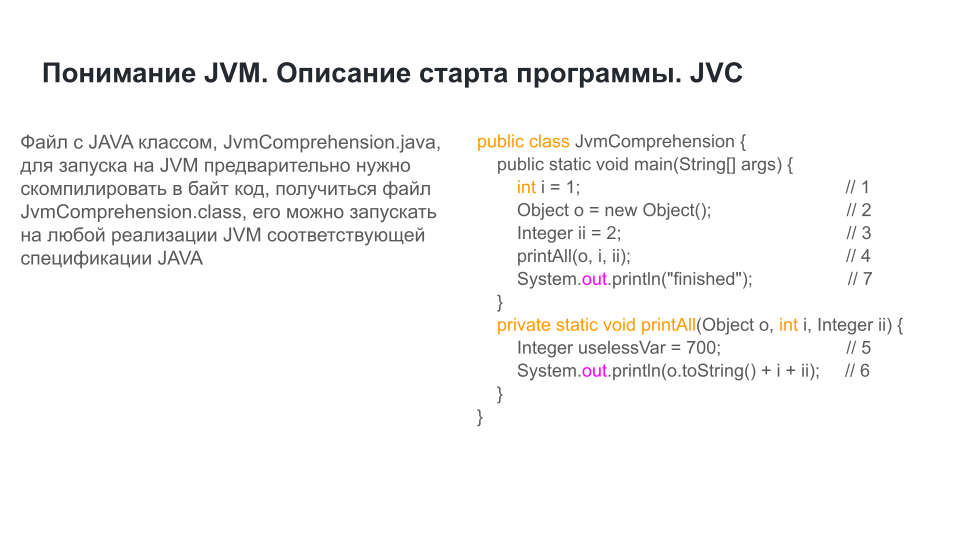 Понимание JVM. Описание старта программы. JVC
Файл с JAVA классом, JvmComprehension.java,
для запуска на JVM предварительно нужно
скомпилировать в байт код, получиться файл
JvmComprehension.class, его можно запускать
на любой реализации JVM соответствующей
спецификации JAVA
public class JvmComprehension {
public static void main(String[] args) {
int i = 1; // 1
Object o = new Object(); // 2
Integer ii = 2; // 3
printAll(o, i, ii); // 4
System.out.println("finished"); // 7
}
private static void printAll(Object o, int i, Integer ii) {
Integer uselessVar = 700; // 5
System.out.println(o.toString() + i + ii); // 6
}
}